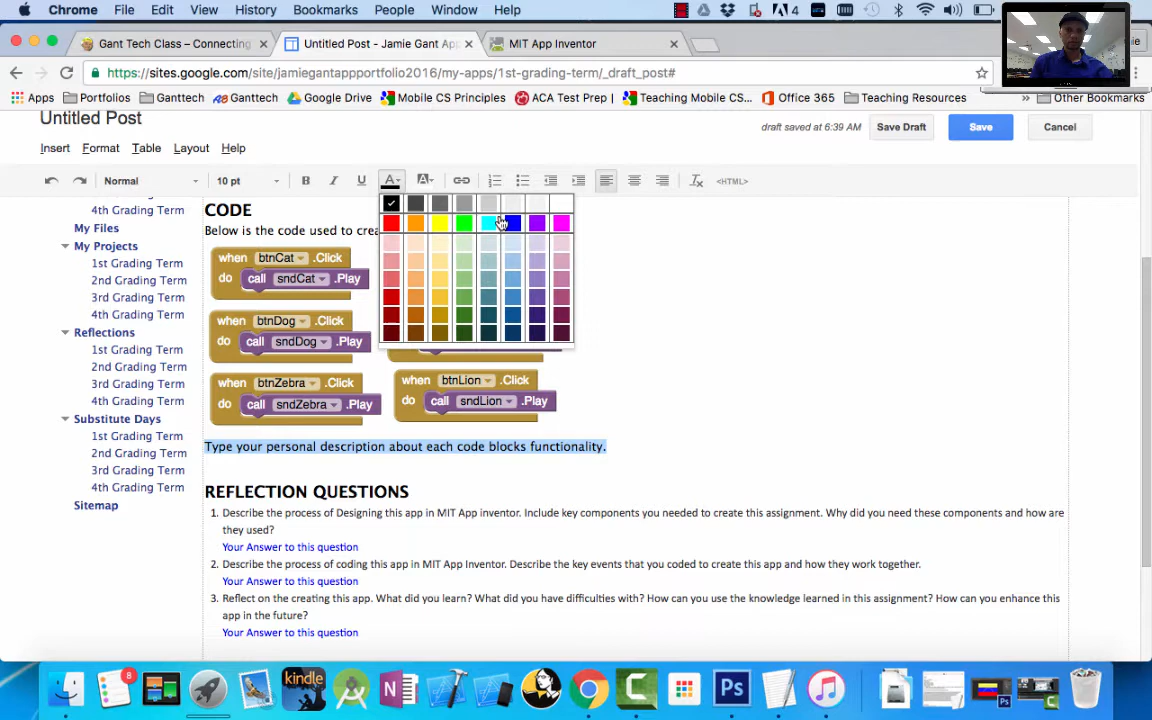 Chrome File Edit View History Bookmarks People Window Help
4
Gant Tech Class – Connecting
Untitled Post - Jamie Gant App
MIT App Inventor
https://sites.google.com/site/jamiegantappportfolio2016/my-apps/1st-grading-term/_draft_post#
Apps Portfolios Ganttech Ganttech Google Drive Mobile CS Principles ACA Test Prep Teaching Mobile CS... Office 365 Teaching Resources » Other Bookmarks
Untitled Post
draft saved at 6:39 AM Save Draft Save Cancel
Insert Format Table Layout Help
Normal 10 pt B I U A A <HTML>
4th Grading Term
My Files
My Projects
1st Grading Term
2nd Grading Term
3rd Grading Term
4th Grading Term
Reflections
1st Grading Term
2nd Grading Term
3rd Grading Term
4th Grading Term
Substitute Days
1st Grading Term
2nd Grading Term
3rd Grading Term
4th Grading Term
Sitemap
CODE
Below is the code used to crea
when btnCat .Click
do call sndCat .Play
when btnDog .Click
do call sndDog .Play
when btnZebra .Click
do call sndZebra .Play
when btnLion .Click
do call sndLion .Play
Type your personal description about each code blocks functionality.
REFLECTION QUESTIONS
1. Describe the process of Designing this app in MIT App inventor. Include key components you needed to create this assignment. Why did you need these components and how are
they used?
Your Answer to this question
2. Describe the process of coding this app in MIT App Inventor. Describe the key events that you coded to create this app and how they work together.
Your Answer to this question
3. Reflect on the creating this app. What did you learn? What did you have difficulties with? How can you use the knowledge learned in this assignment? How can you enhance this
app in the future?
Your Answer to this question
8
kindle
N
C
Ps